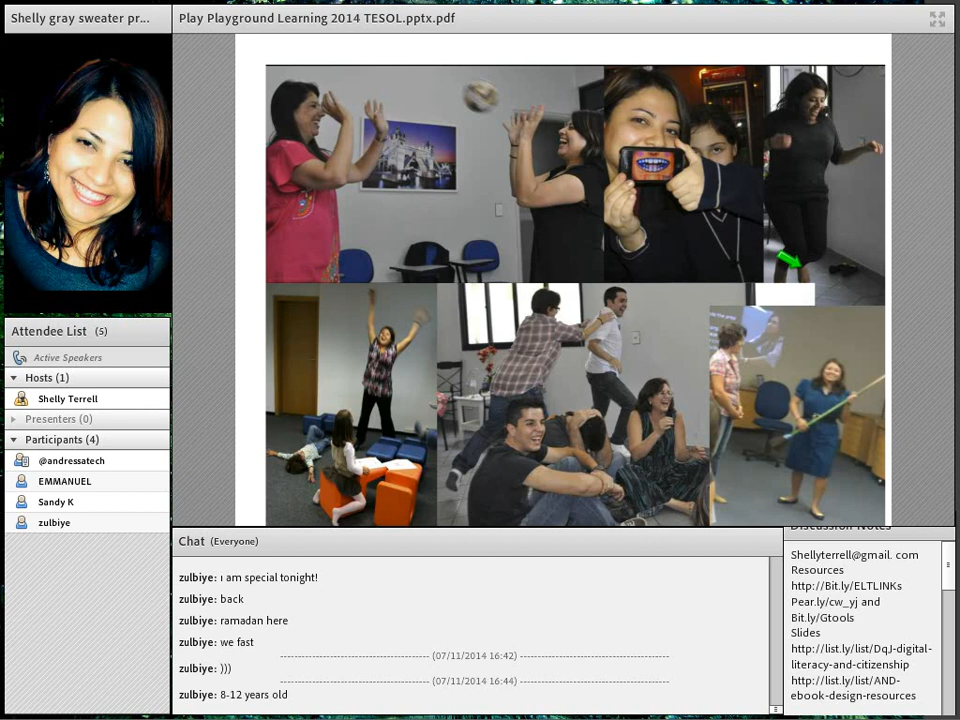 Shelly gray sweater pr...
Play Playground Learning 2014 TESOL.pptx.pdf
Attendee List (5)
Active Speakers
Hosts (1)
Shelly Terrell
Presenters (0)
Participants (4)
@andressatech
EMMANUEL
Sandy K
zulbiye
Chat (Everyone)
zulbiye: ı am special tonight!
zulbiye: back
zulbiye: ramadan here
zulbiye: we fast
(07/11/2014 16:42)
zulbiye: )))
(07/11/2014 16:44)
zulbiye: 8-12 years old
Discussion Notes
Shellyterrell@gmail. com
Resources
http://Bit.ly/ELTLINKs
Pear.ly/cw_yj and
Bit.ly/Gtools
Slides
http://list.ly/list/DqJ-digital-
literacy-and-citizenship
http://list.ly/list/AND-
ebook-design-resources